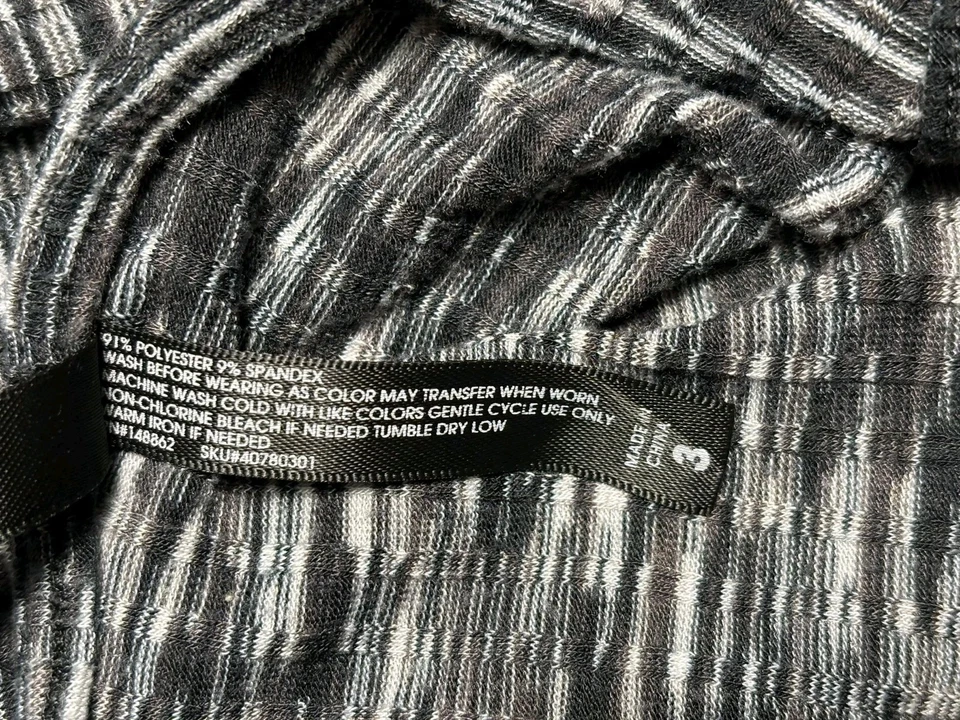 91% POLYESTER 9% SPANDEX
WASH BEFORE WEARING AS COLOR MAY TRANSFER WHEN WORN
MACHINE WASH COLD WITH LIKE COLORS GENTLE CYCLE USE ONLY
NON-CHLORINE BLEACH IF NEEDED TUMBLE DRY LOW
WARM IRON IF NEEDED
N#148862 SKU#40780301
MADE IN
CHINA
3